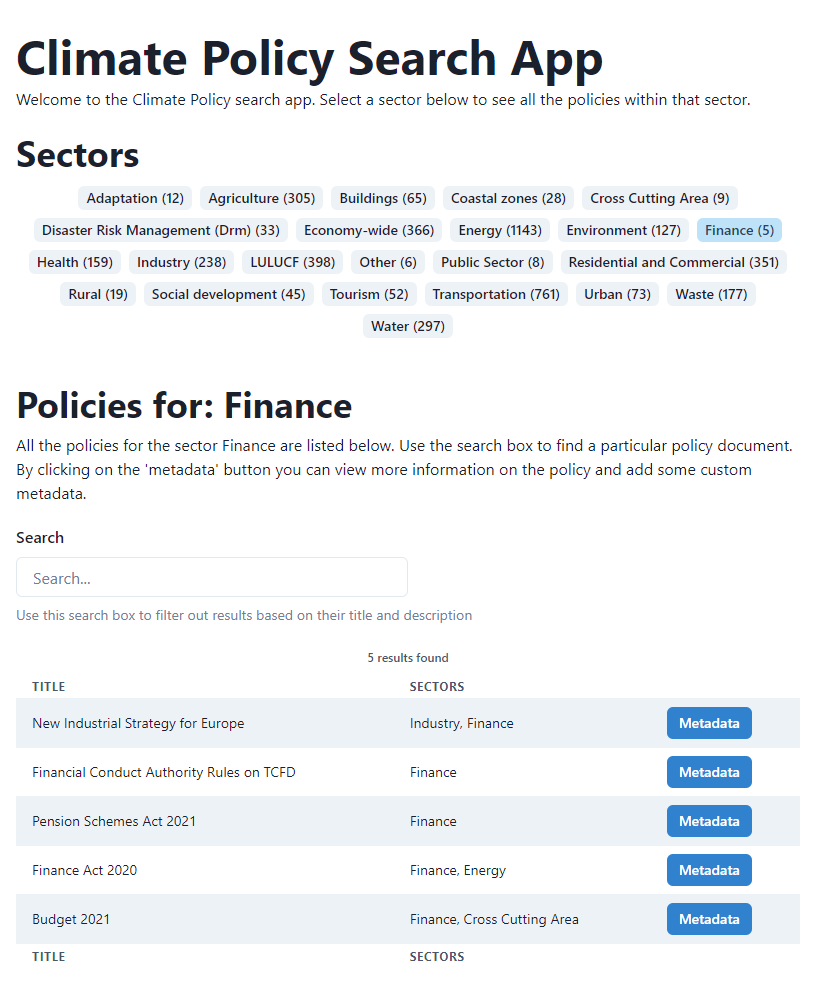 Climate Policy Search App
Welcome to the Climate Policy search app. Select a sector below to see all the policies within that sector.
Sectors
Adaptation (12) Agriculture (305) Buildings (65) Coastal zones (28) Cross Cutting Area (9)
Disaster Risk Management (Drm) (33) Economy-wide (366) Energy (1143) Environment (127) Finance (5)
Health (159) Industry (238) LULUCF (398) Other (6) Public Sector (8) Residential and Commercial (351)
Rural (19) Social development (45) Tourism (52) Transportation (761) Urban (73) Waste (177)
Water (297)
Policies for: Finance
All the policies for the sector Finance are listed below. Use the search box to find a particular policy document.
By clicking on the 'metadata' button you can view more information on the policy and add some custom
metadata.
Search
Search...
Use this search box to filter out results based on their title and description
5 results found
TITLE SECTORS
New Industrial Strategy for Europe Industry, Finance Metadata
Financial Conduct Authority Rules on TCFD Finance Metadata
Pension Schemes Act 2021 Finance Metadata
Finance Act 2020 Finance, Energy Metadata
Budget 2021 Finance, Cross Cutting Area Metadata
TITLE SECTORS